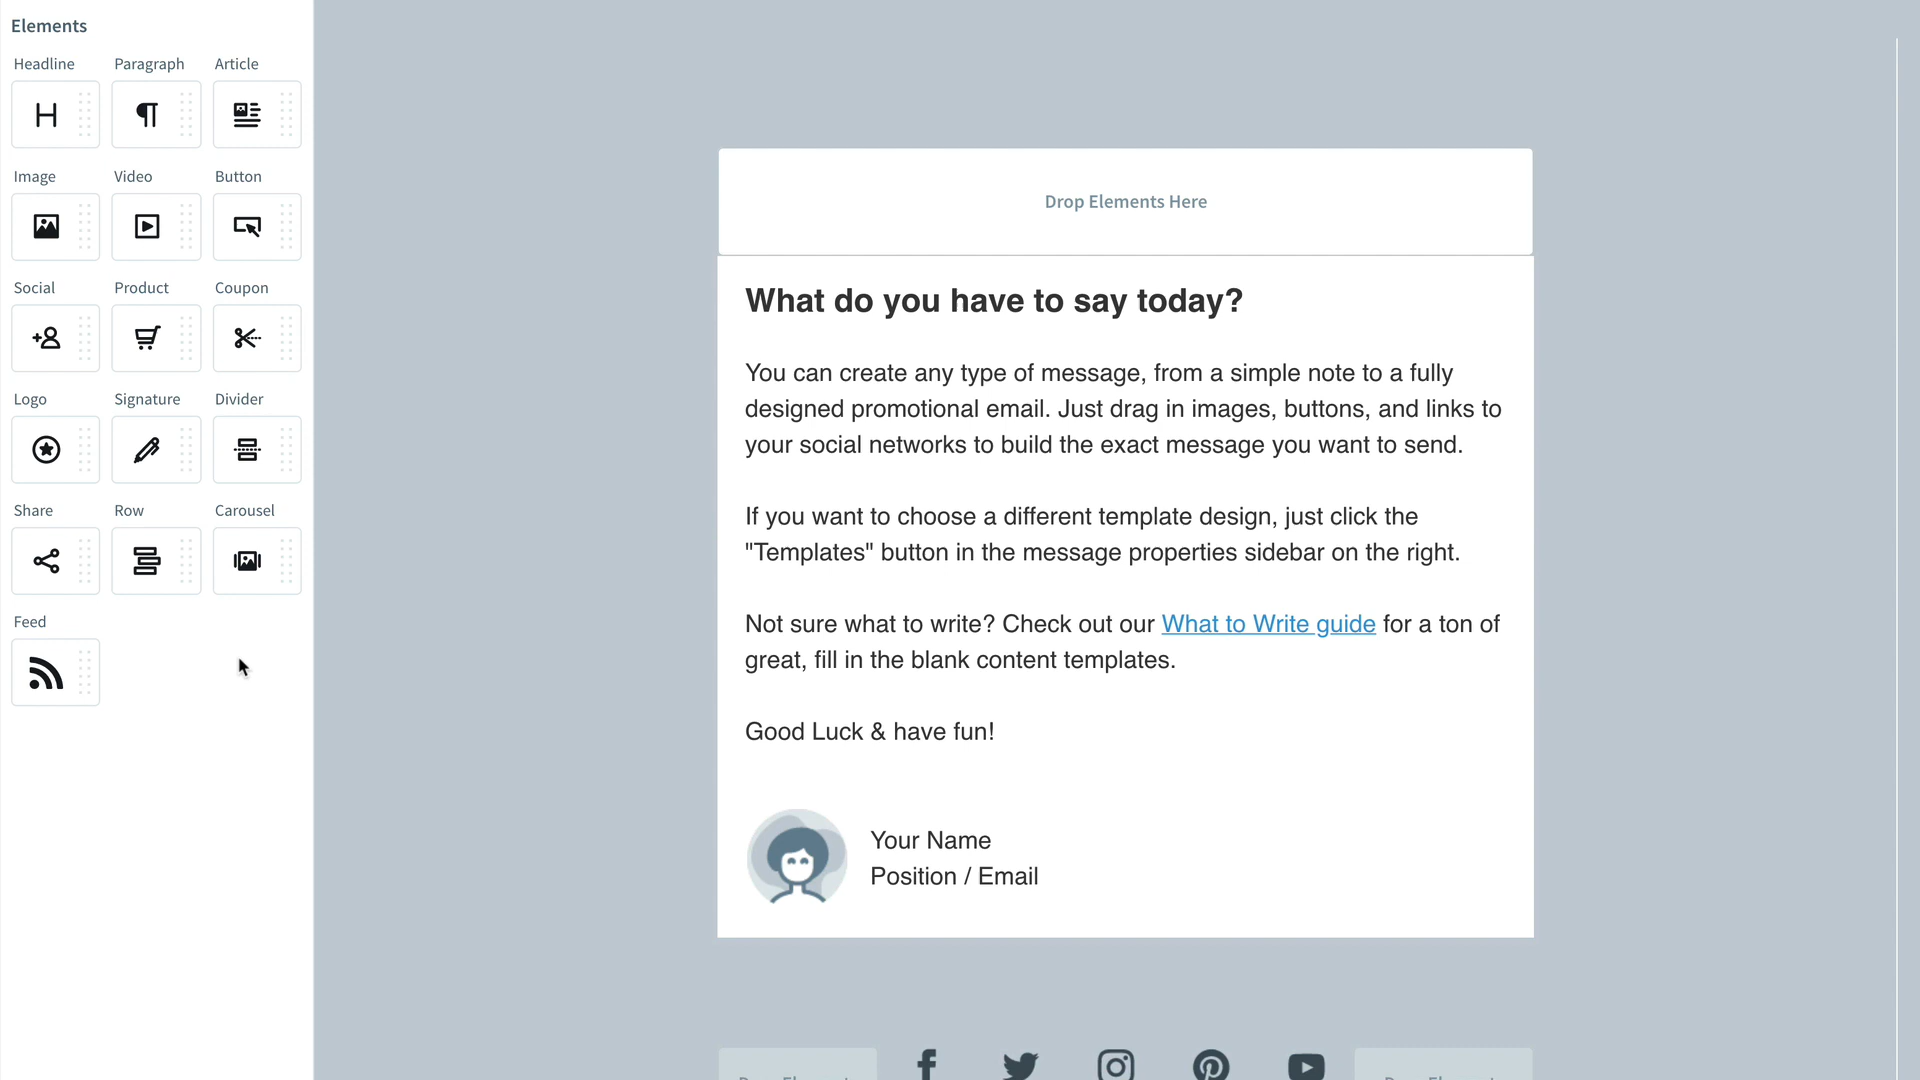 Elements
Headline Paragraph Article
Image Video Button
Social Product Coupon
Logo Signature Divider
Share Row Carousel
Feed
Drop Elements Here
What do you have to say today?
You can create any type of message, from a simple note to a fully
designed promotional email. Just drag in images, buttons, and links to
your social networks to build the exact message you want to send.
If you want to choose a different template design, just click the
"Templates" button in the message properties sidebar on the right.
Not sure what to write? Check out our What to Write guide for a ton of
great, fill in the blank content templates.
Good Luck & have fun!
Your Name
Position / Email